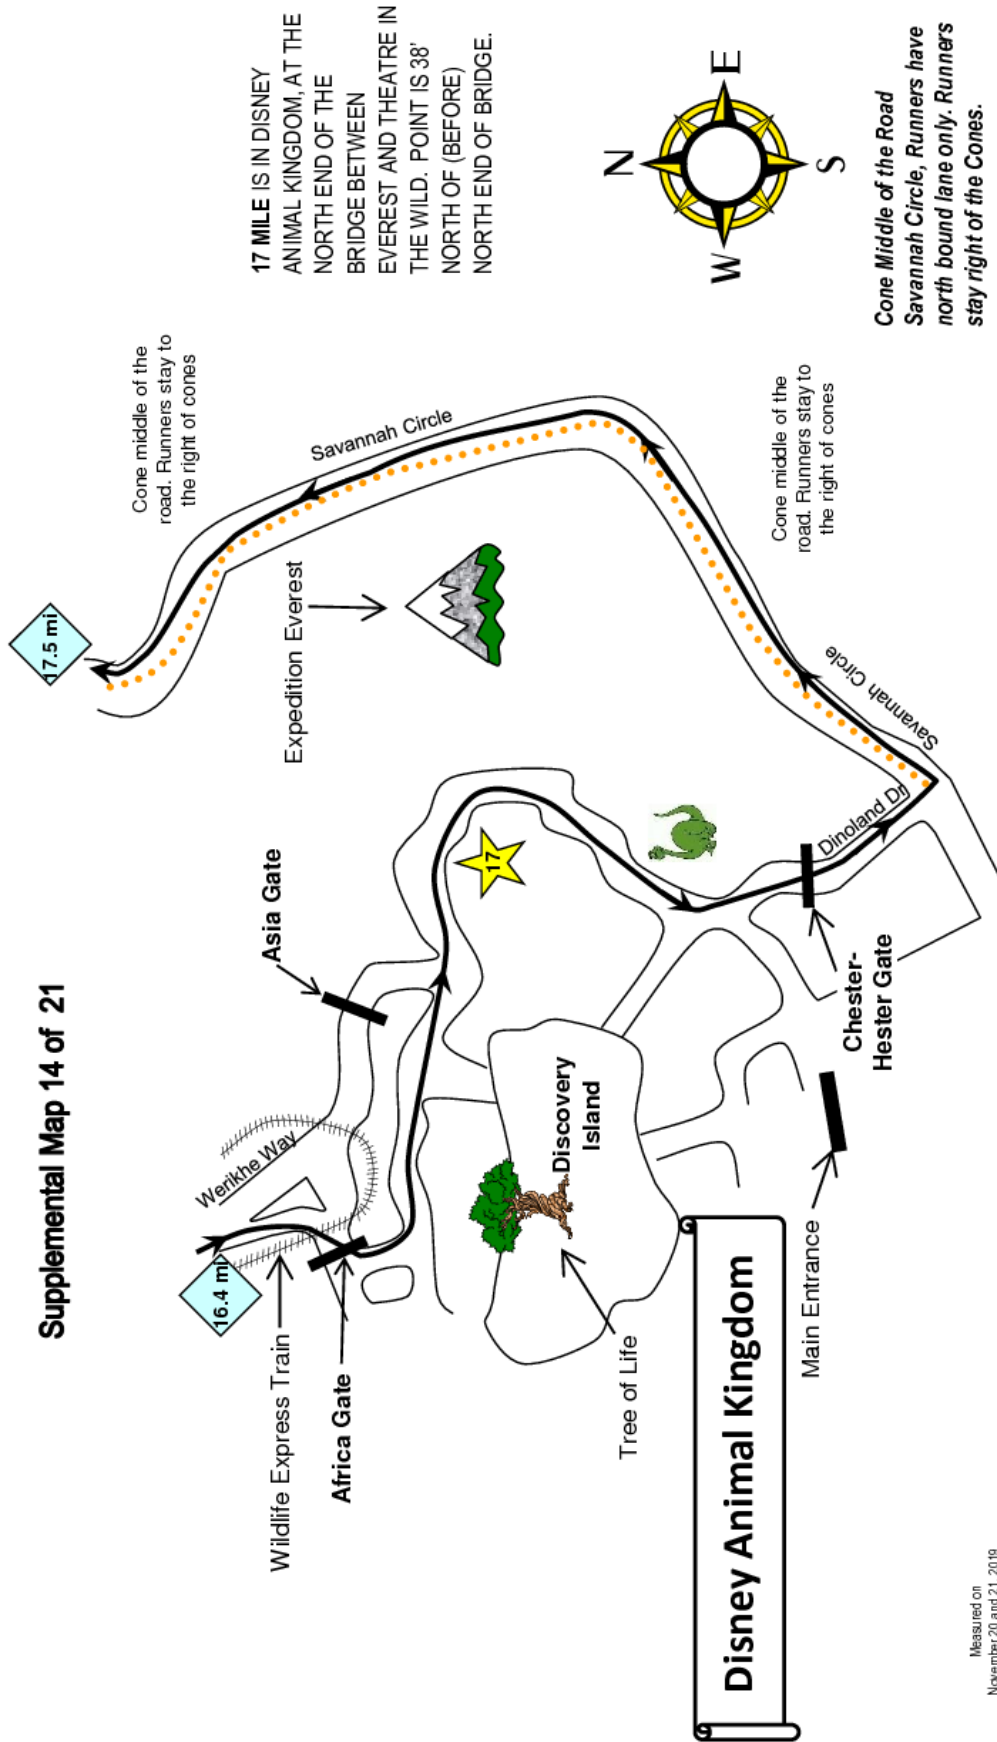 Supplemental Map 14 of 21
17.5 mi
Cone middle of the
road. Runners stay to
the right of cones
17 MILE IS IN DISNEY
ANIMAL KINGDOM, AT THE
NORTH END OF THE
BRIDGE BETWEEN
EVEREST AND THEATRE IN
THE WILD. POINT IS 38'
NORTH OF (BEFORE)
NORTH END OF BRIDGE.
Savannah Circle
Expedition Everest
Asia Gate
Werikhe Way
16.4 mi
Wildlife Express Train
Africa Gate
17
Discovery
Island
Tree of Life
N
W
E
S
Cone middle of the
road. Runners stay to
the right of cones
Savannah Circle
Dinoland Dr
Chester-
Hester Gate
Main Entrance
Disney Animal Kingdom
Cone Middle of the Road
Savannah Circle, Runners have
north bound lane only. Runners
stay right of the Cones.
Measured on
November 20 and 21, 2019